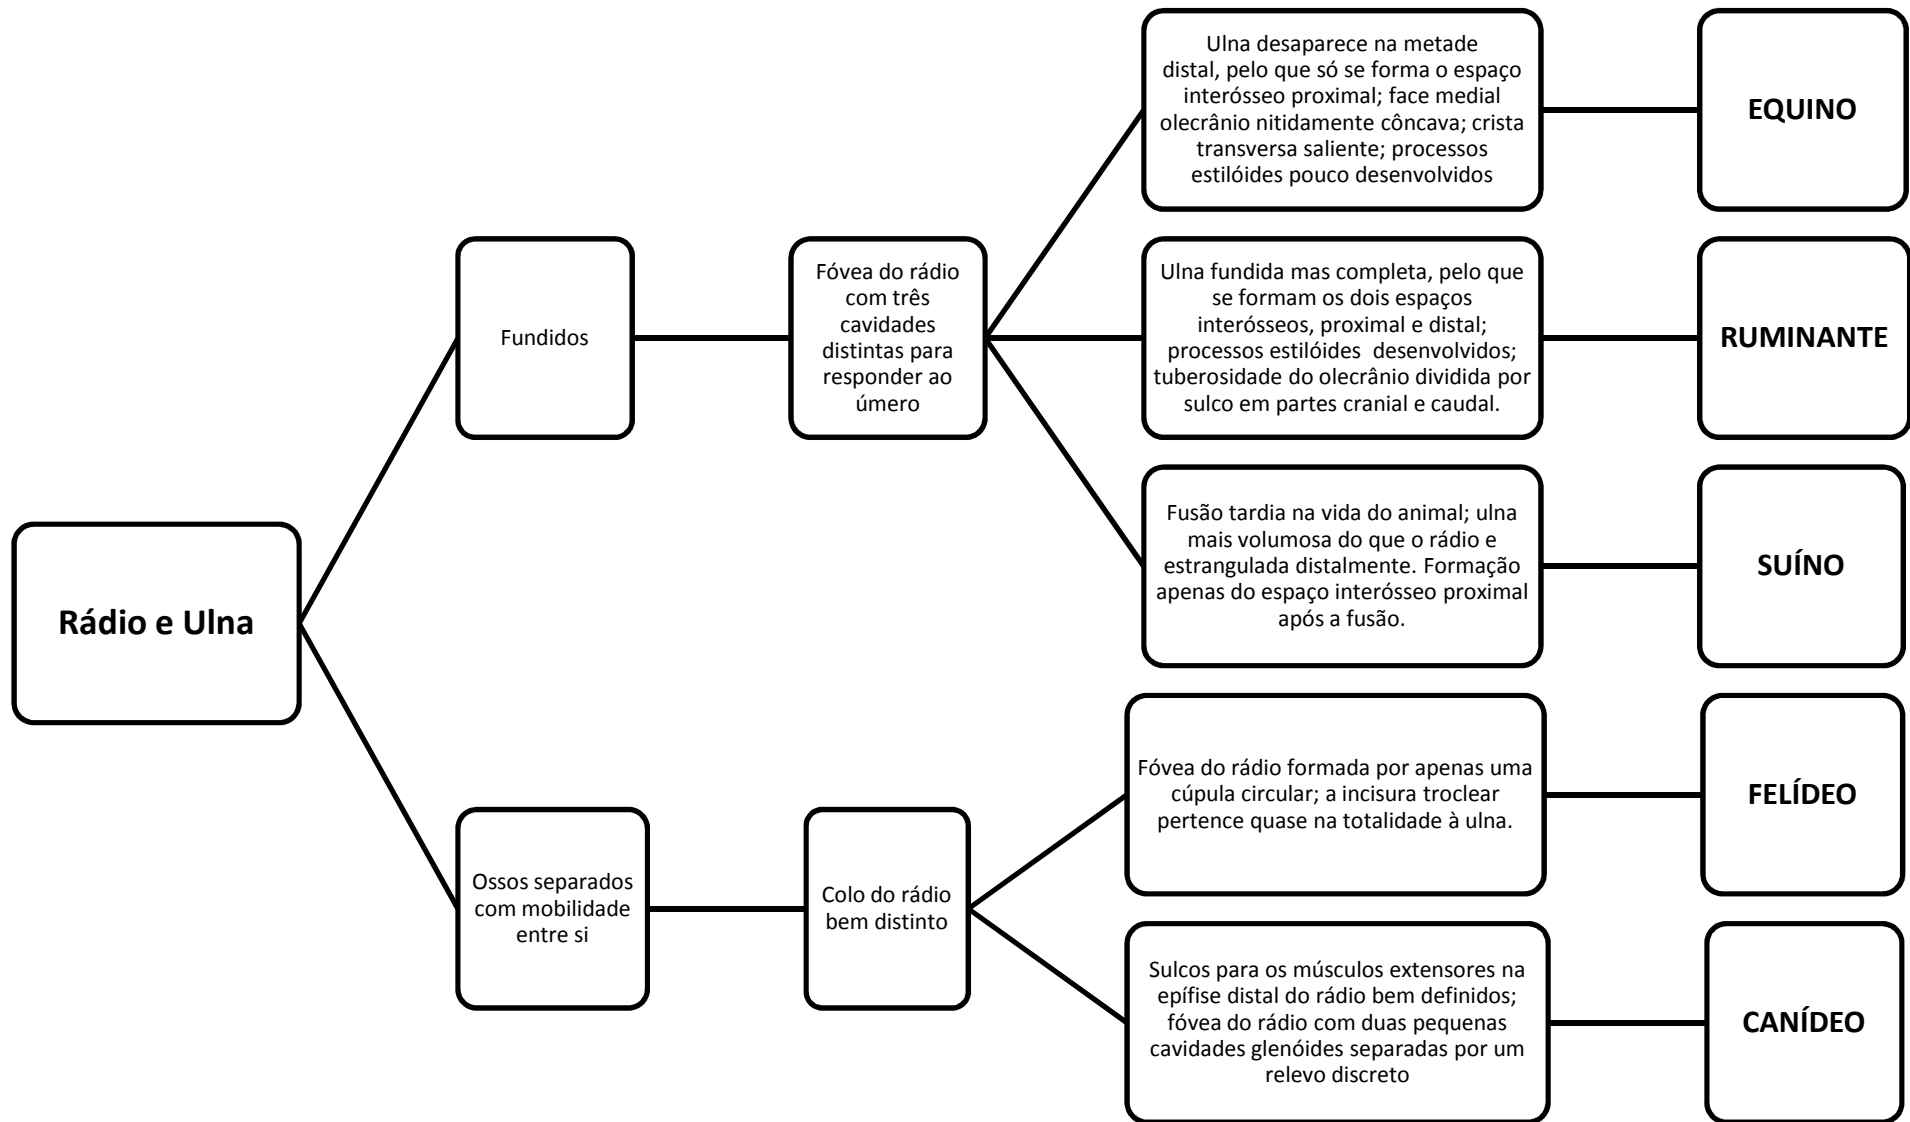 Rádio e Ulna
Fundidos
Fóvea do rádio
com três
cavidades
distintas para
responder ao
úmero
Ulna desaparece na metade
distal, pelo que só se forma o espaço
interósseo proximal; face medial
olecrânio nitidamente côncava; crista
transversa saliente; processos
estilóides pouco desenvolvidos
EQUINO
Ulna fundida mas completa, pelo que
se formam os dois espaços
interósseos, proximal e distal;
processos estilóides desenvolvidos;
tuberosidade do olecrânio dividida por
sulco em partes cranial e caudal.
RUMINANTE
Fusão tardia na vida do animal; ulna
mais volumosa do que o rádio e
estrangulada distalmente. Formação
apenas do espaço interósseo proximal
após a fusão.
SUÍNO
Ossos separados
com mobilidade
entre si
Colo do rádio
bem distinto
Fóvea do rádio formada por apenas uma
cúpula circular; a incisura troclear
pertence quase na totalidade à ulna.
FELÍDEO
Sulcos para os músculos extensores na
epífise distal do rádio bem definidos;
fóvea do rádio com duas pequenas
cavidades glenóides separadas por um
relevo discreto
CANÍDEO